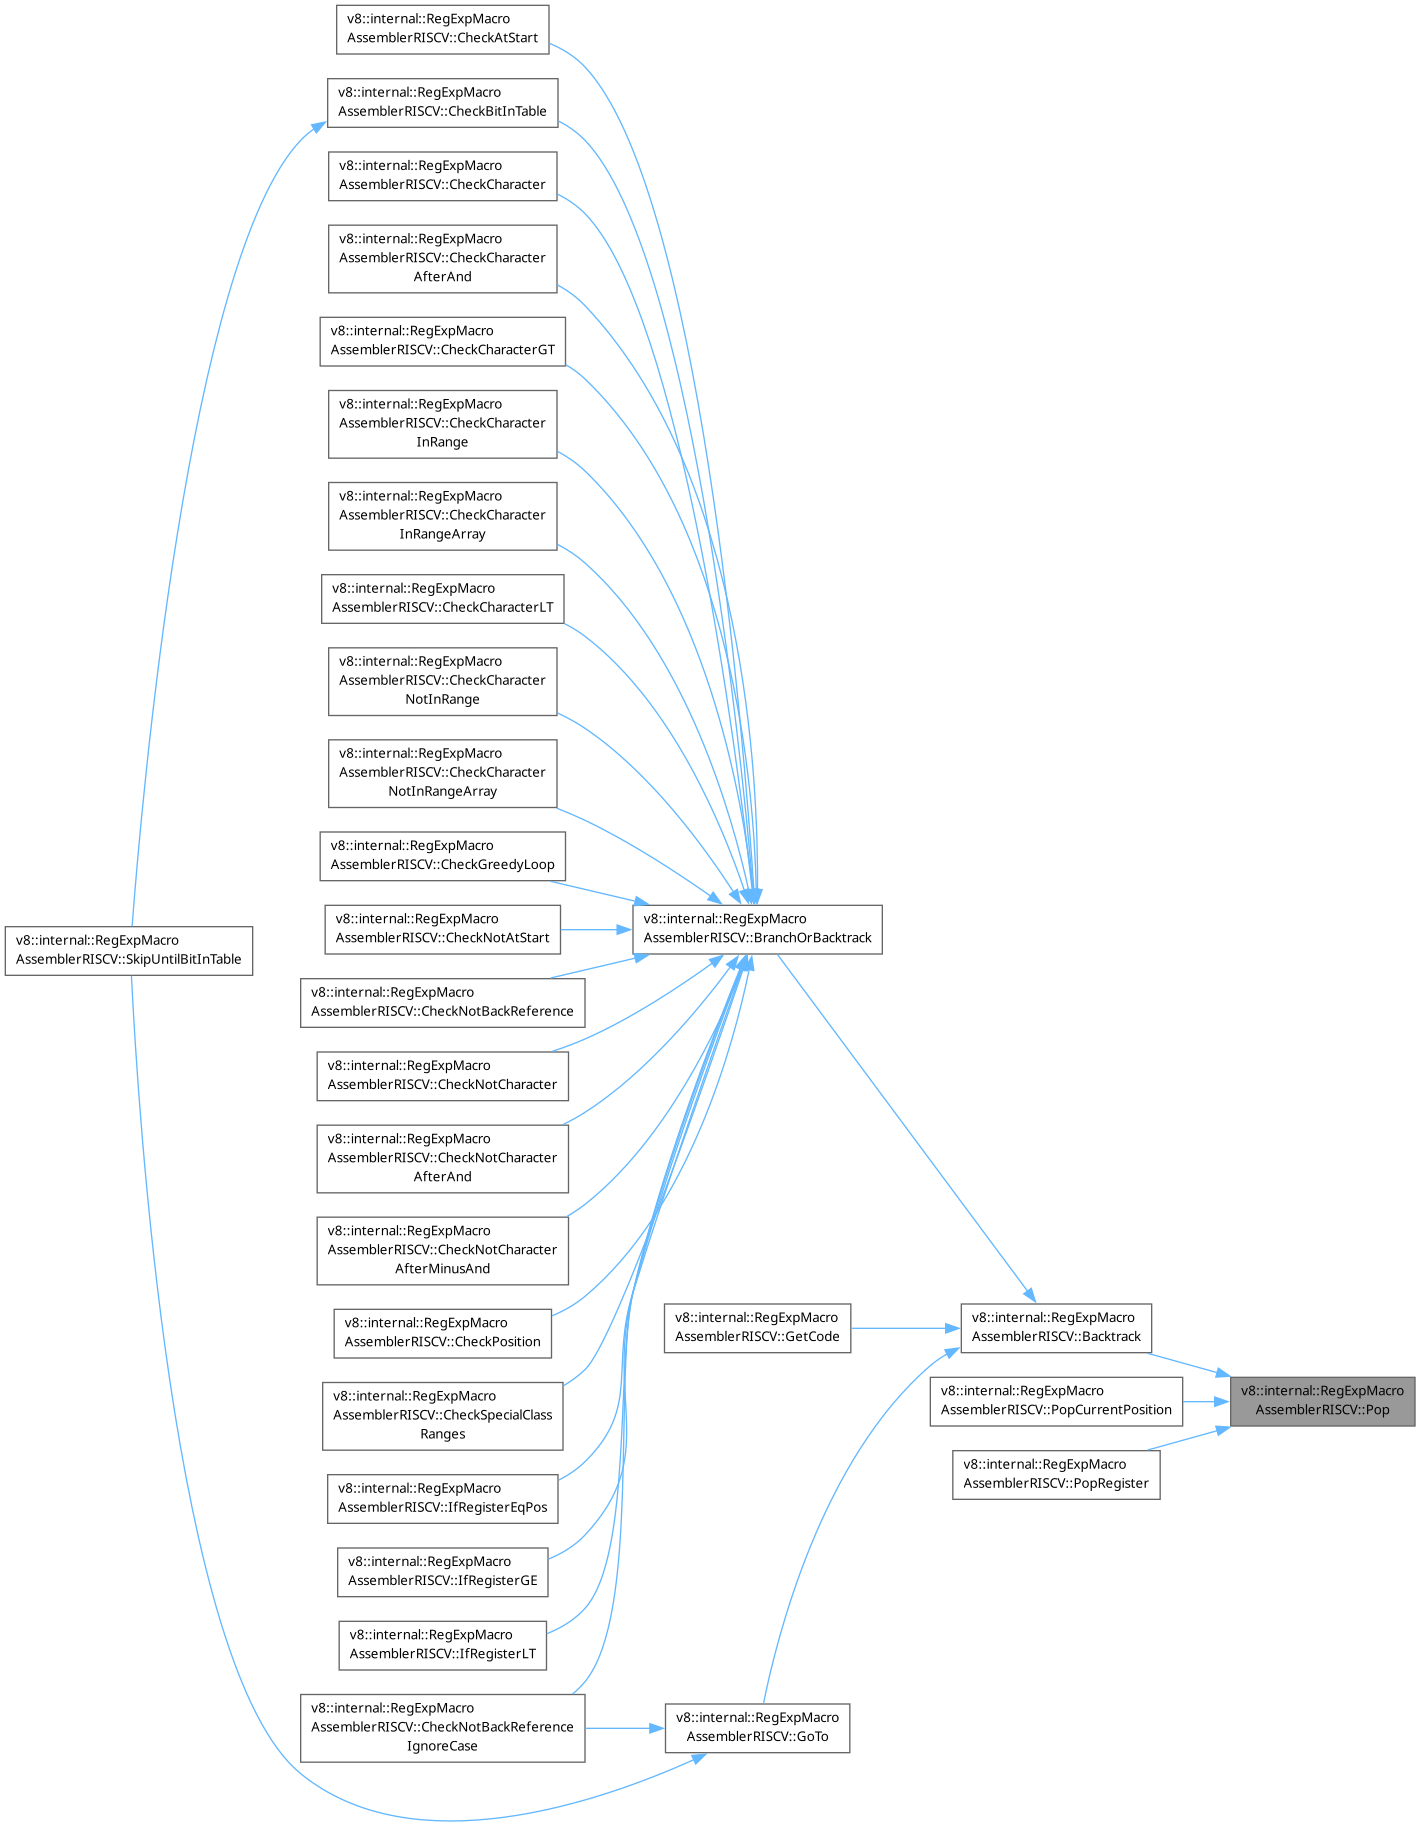 v8::internal::RegExpMacro
AssemblerRISCV::CheckAtStart
v8::internal::RegExpMacro
AssemblerRISCV::CheckBitInTable
v8::internal::RegExpMacro
AssemblerRISCV::CheckCharacter
v8::internal::RegExpMacro
AssemblerRISCV::CheckCharacter
AfterAnd
v8::internal::RegExpMacro
AssemblerRISCV::CheckCharacterGT
v8::internal::RegExpMacro
AssemblerRISCV::CheckCharacter
InRange
v8::internal::RegExpMacro
AssemblerRISCV::CheckCharacter
InRangeArray
v8::internal::RegExpMacro
AssemblerRISCV::CheckCharacterLT
v8::internal::RegExpMacro
AssemblerRISCV::CheckCharacter
NotInRange
v8::internal::RegExpMacro
AssemblerRISCV::CheckCharacter
NotInRangeArray
v8::internal::RegExpMacro
AssemblerRISCV::CheckGreedyLoop
v8::internal::RegExpMacro
AssemblerRISCV::CheckNotAtStart
v8::internal::RegExpMacro
AssemblerRISCV::BranchOrBacktrack
v8::internal::RegExpMacro
AssemblerRISCV::SkipUntilBitInTable
v8::internal::RegExpMacro
AssemblerRISCV::CheckNotBackReference
v8::internal::RegExpMacro
AssemblerRISCV::CheckNotCharacter
v8::internal::RegExpMacro
AssemblerRISCV::CheckNotCharacter
AfterAnd
v8::internal::RegExpMacro
AssemblerRISCV::CheckNotCharacter
AfterMinusAnd
v8::internal::RegExpMacro
AssemblerRISCV::CheckPosition
v8::internal::RegExpMacro
AssemblerRISCV::GetCode
v8::internal::RegExpMacro
AssemblerRISCV::Backtrack
v8::internal::RegExpMacro
AssemblerRISCV::CheckSpecialClass
Ranges
v8::internal::RegExpMacro
AssemblerRISCV::PopCurrentPosition
v8::internal::RegExpMacro
AssemblerRISCV::Pop
v8::internal::RegExpMacro
AssemblerRISCV::PopRegister
v8::internal::RegExpMacro
AssemblerRISCV::IfRegisterEqPos
v8::internal::RegExpMacro
AssemblerRISCV::IfRegisterGE
v8::internal::RegExpMacro
AssemblerRISCV::IfRegisterLT
v8::internal::RegExpMacro
AssemblerRISCV::CheckNotBackReference
IgnoreCase
v8::internal::RegExpMacro
AssemblerRISCV::GoTo